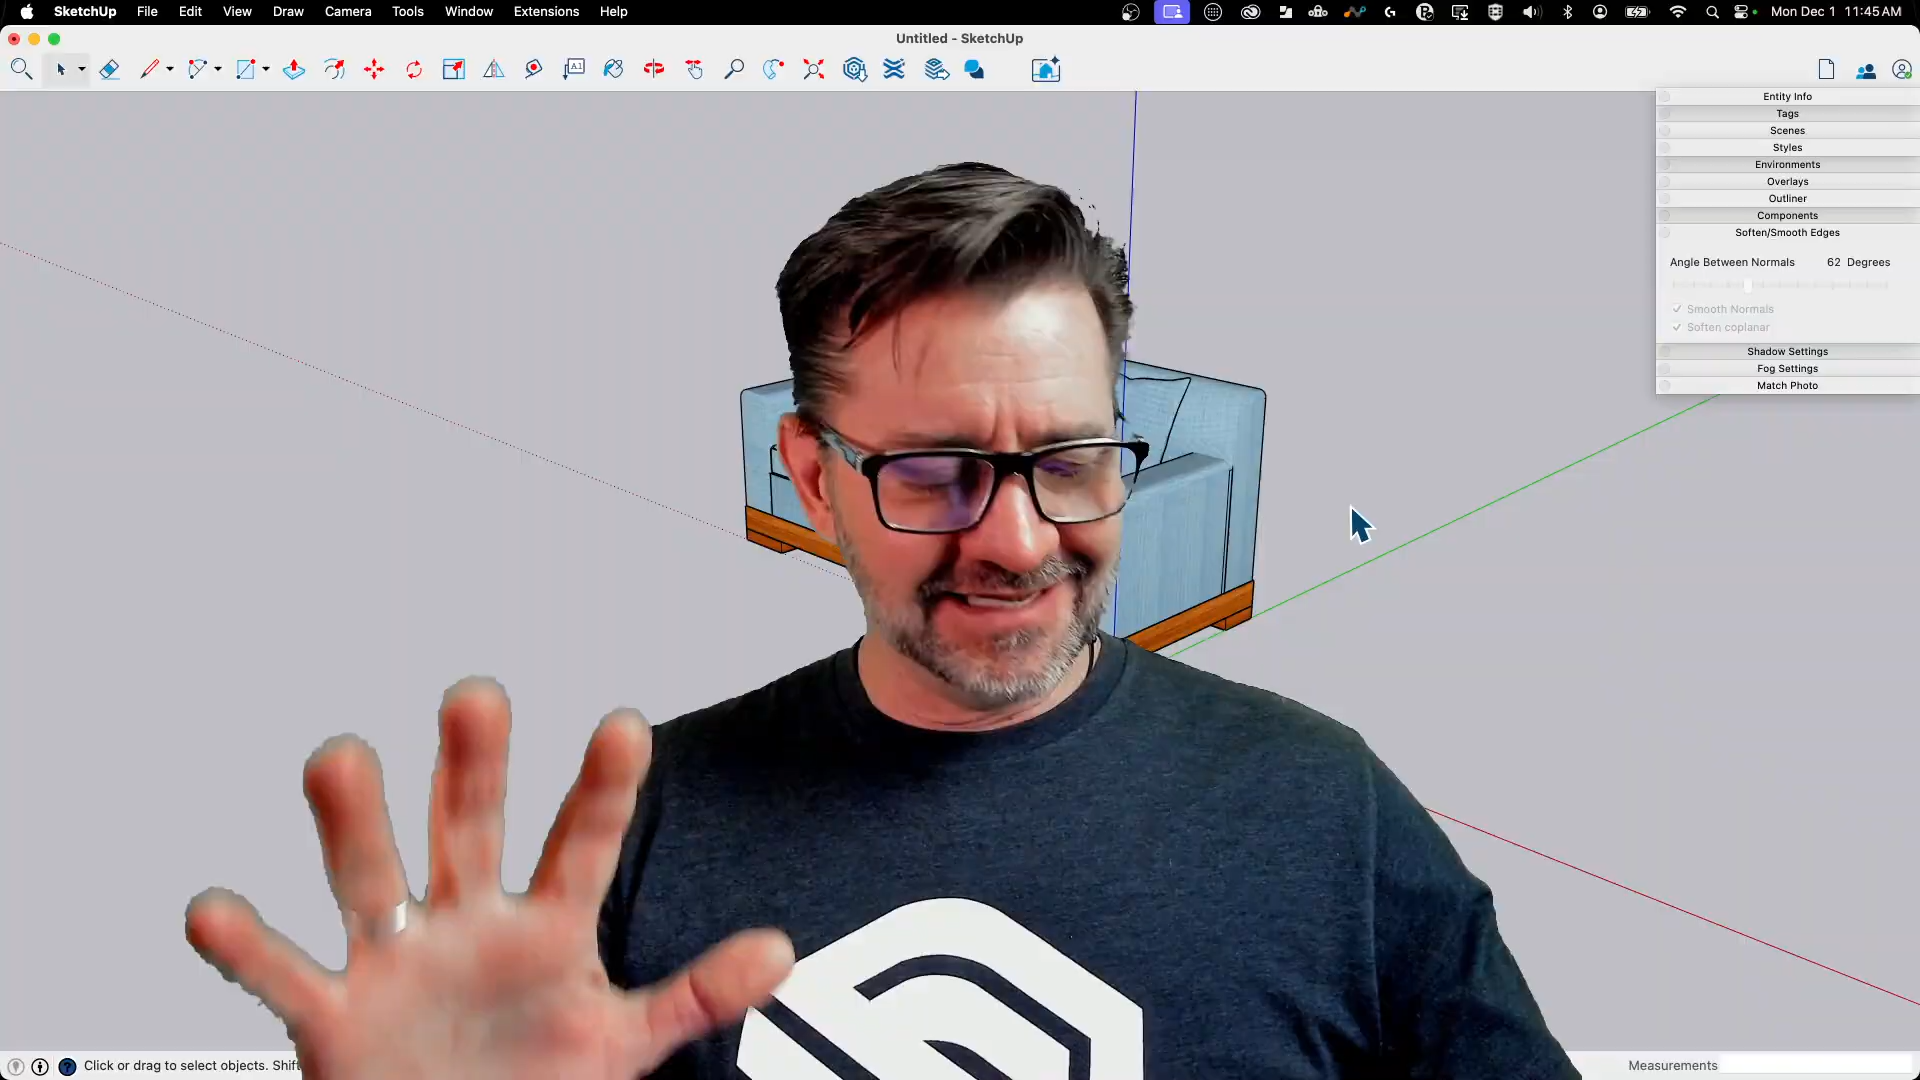 SketchUp File Edit View Draw Camera Tools Window Extensions Help Mon Dec 1 11:45 AM
Untitled - SketchUp
A1
Entity Info
Tags
Scenes
Styles
Environments
Overlays
Outliner
Components
Soften/Smooth Edges
Angle Between Normals 62 Degrees
Smooth Normals
Soften coplanar
Shadow Settings
Fog Settings
Match Photo
Click or drag to select objects. Shift
Measurements